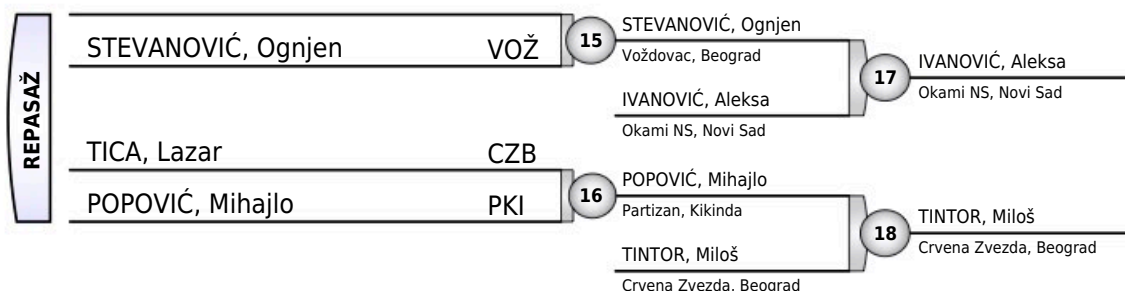 REPASAŽ
STEVANOVIĆ, Ognjen VOŽ
15
STEVANOVIĆ, Ognjen
Voždovac, Beograd
IVANOVIĆ, Aleksa
Okami NS, Novi Sad
17
IVANOVIĆ, Aleksa
Okami NS, Novi Sad
TICA, Lazar CZB
POPOVIĆ, Mihajlo PKI
16
POPOVIĆ, Mihajlo
Partizan, Kikinda
TINTOR, Miloš
Crvena Zvezda, Beograd
18
TINTOR, Miloš
Crvena Zvezda, Beograd